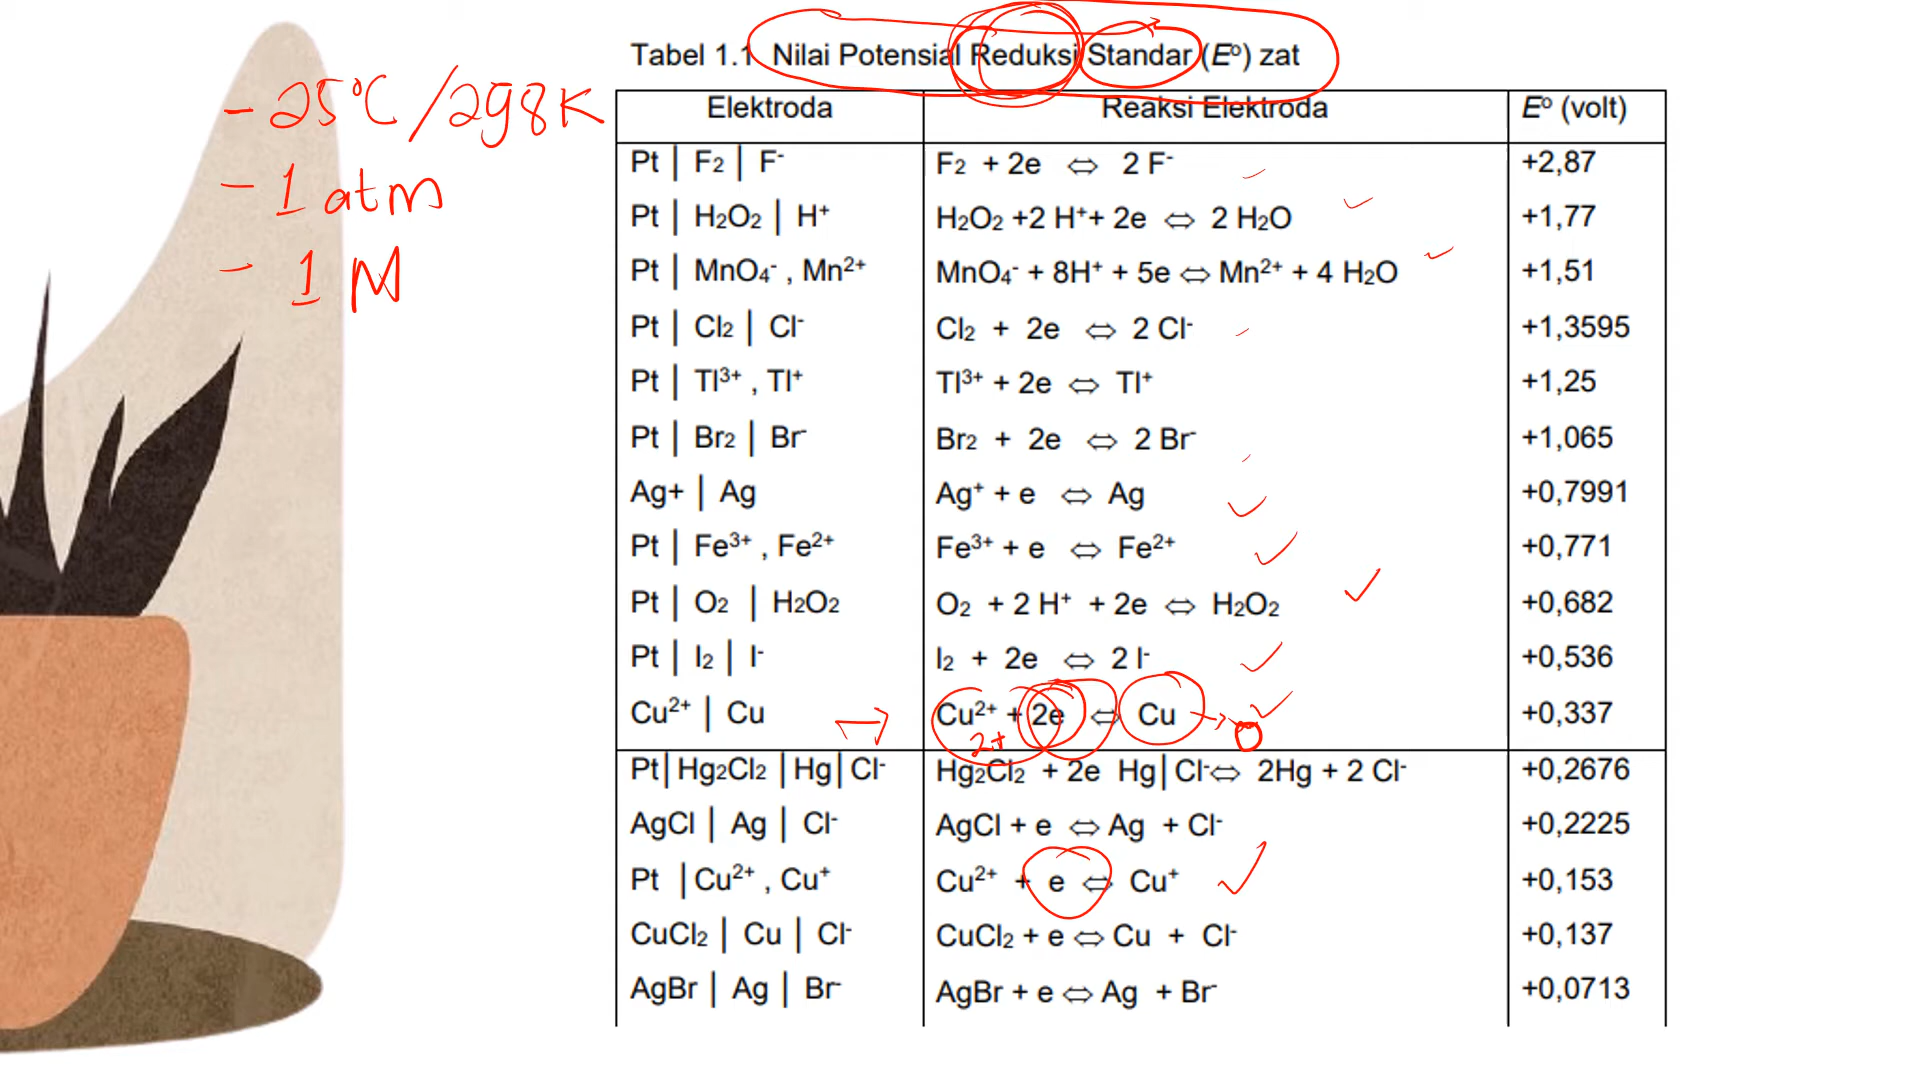 Tabel 1.1 Nilai Potensial Reduksi Standar (Eº) zat
- 25°C / 298 K
- 1 atm
- 1 M
Elektroda Reaksi Elektroda Eº (volt)
Pt | F₂ | F⁻ F₂ + 2e ⇔ 2 F⁻ +2,87
Pt | H₂O₂ | H⁺ H₂O₂ +2 H⁺+ 2e ⇔ 2 H₂O +1,77
Pt | MnO₄⁻ , Mn²⁺ MnO₄⁻ + 8H⁺ + 5e ⇔ Mn²⁺ + 4 H₂O +1,51
Pt | Cl₂ | Cl⁻ Cl₂ + 2e ⇔ 2 Cl⁻ +1,3595
Pt | Tl³⁺ , Tl⁺ Tl³⁺ + 2e ⇔ Tl⁺ +1,25
Pt | Br₂ | Br⁻ Br₂ + 2e ⇔ 2 Br⁻ +1,065
Ag+ | Ag Ag⁺ + e ⇔ Ag +0,7991
Pt | Fe³⁺ , Fe²⁺ Fe³⁺ + e ⇔ Fe²⁺ +0,771
Pt | O₂ | H₂O₂ O₂ + 2 H⁺ + 2e ⇔ H₂O₂ +0,682
Pt | I₂ | I⁻ I₂ + 2e ⇔ 2 I⁻ +0,536
Cu²⁺ | Cu Cu²⁺ + 2e ⇔ Cu +0,337
2+ 0
Pt| Hg₂Cl₂ | Hg| Cl⁻ Hg₂Cl₂ + 2e Hg| Cl⁻⇔ 2Hg + 2 Cl⁻ +0,2676
AgCl | Ag | Cl⁻ AgCl + e ⇔ Ag + Cl⁻ +0,2225
Pt | Cu²⁺ , Cu⁺ Cu²⁺ + e ⇔ Cu⁺ +0,153
CuCl₂ | Cu | Cl⁻ CuCl₂ + e ⇔ Cu + Cl⁻ +0,137
AgBr | Ag | Br⁻ AgBr + e ⇔ Ag + Br⁻ +0,0713